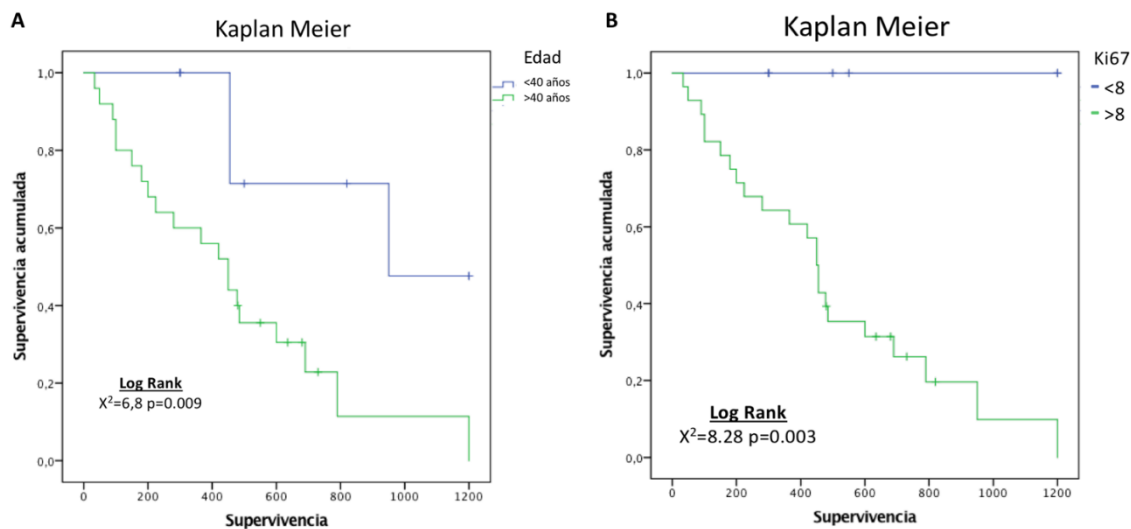 A
Kaplan Meier
Edad
<40 años
>40 años
Supervivencia acumulada
1,0
0,8
0,6
0,4
0,2
0,0
Log Rank
X²=6,8 p=0.009
0 200 400 600 800 1000 1200
Supervivencia
B
Kaplan Meier
Ki67
<8
>8
Supervivencia acumulada
1,0
0,8
0,6
0,4
0,2
0,0
Log Rank
X²=8.28 p=0.003
0 200 400 600 800 1000 1200
Supervivencia